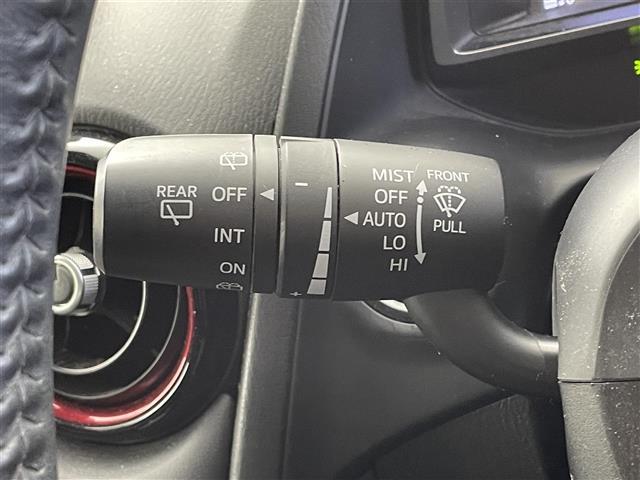 REAR
OFF
INT
ON
−
+
MIST
OFF
AUTO
LO
HI
FRONT
PULL